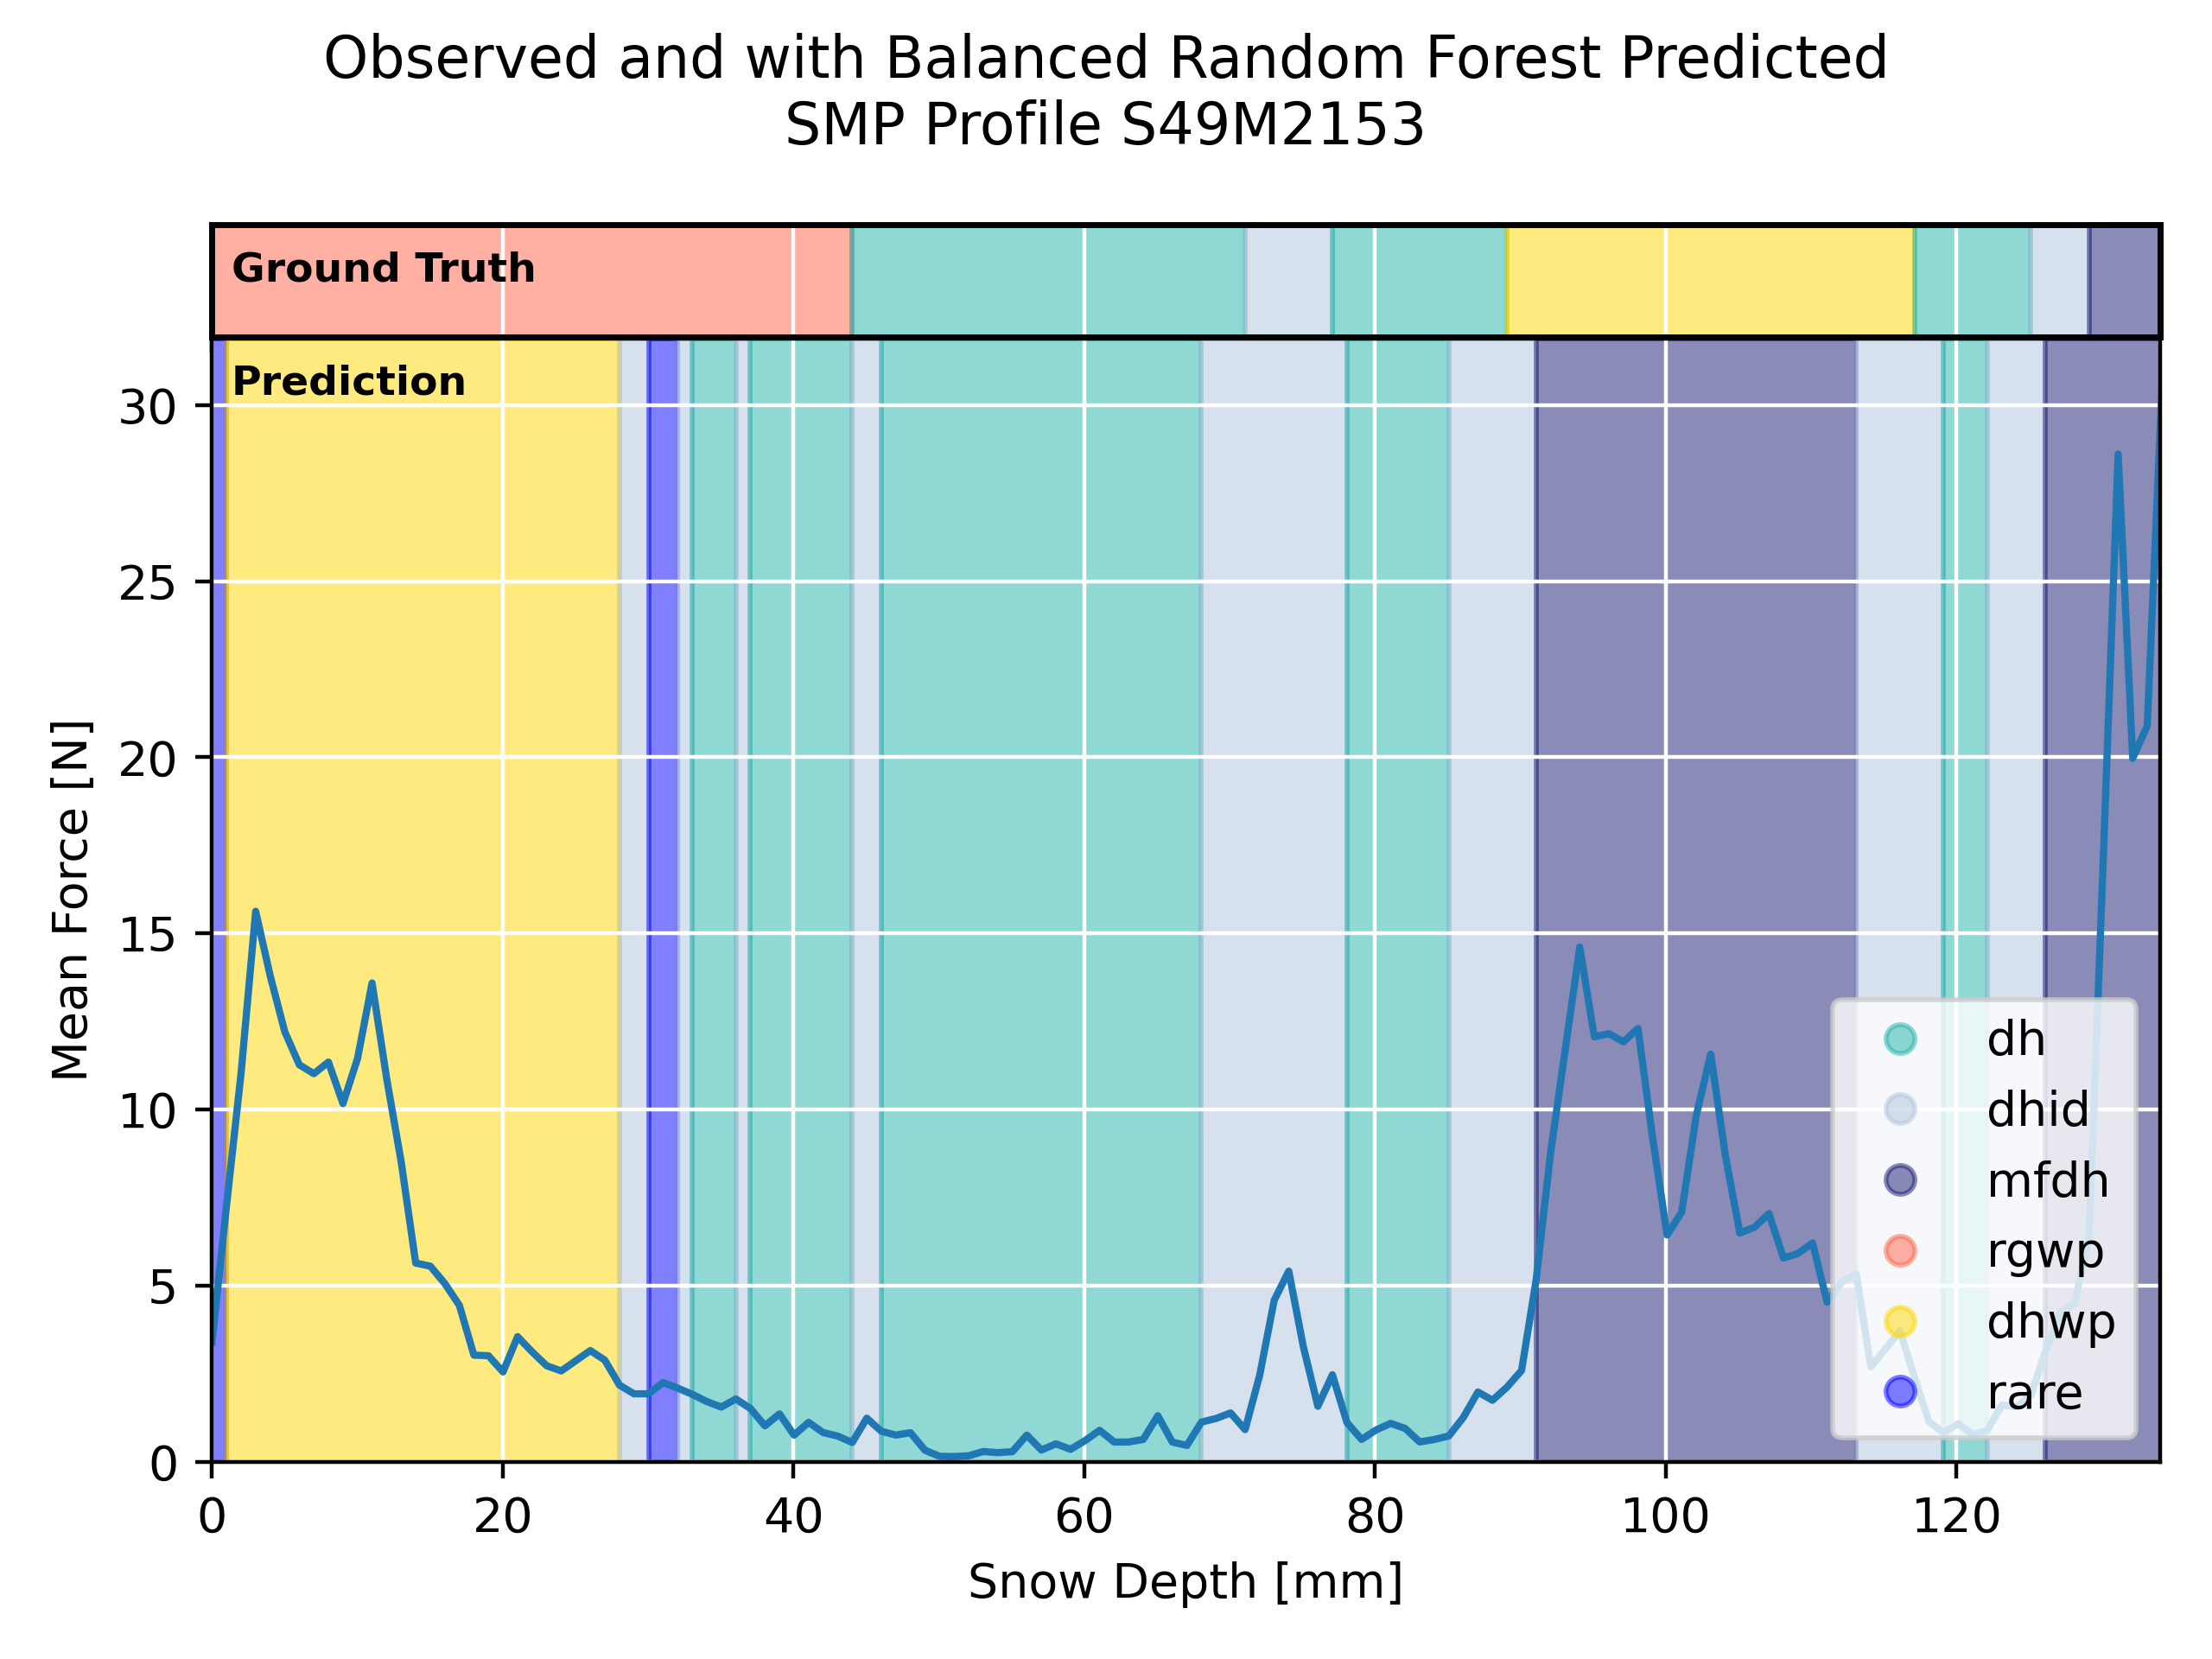 Observed and with Balanced Random Forest Predicted
SMP Profile S49M2153
Ground Truth
Prediction
30
25
20
15
10
5
0
Mean Force [N]
dh
dhid
mfdh
rgwp
dhwp
rare
0 20 40 60 80 100 120
Snow Depth [mm]